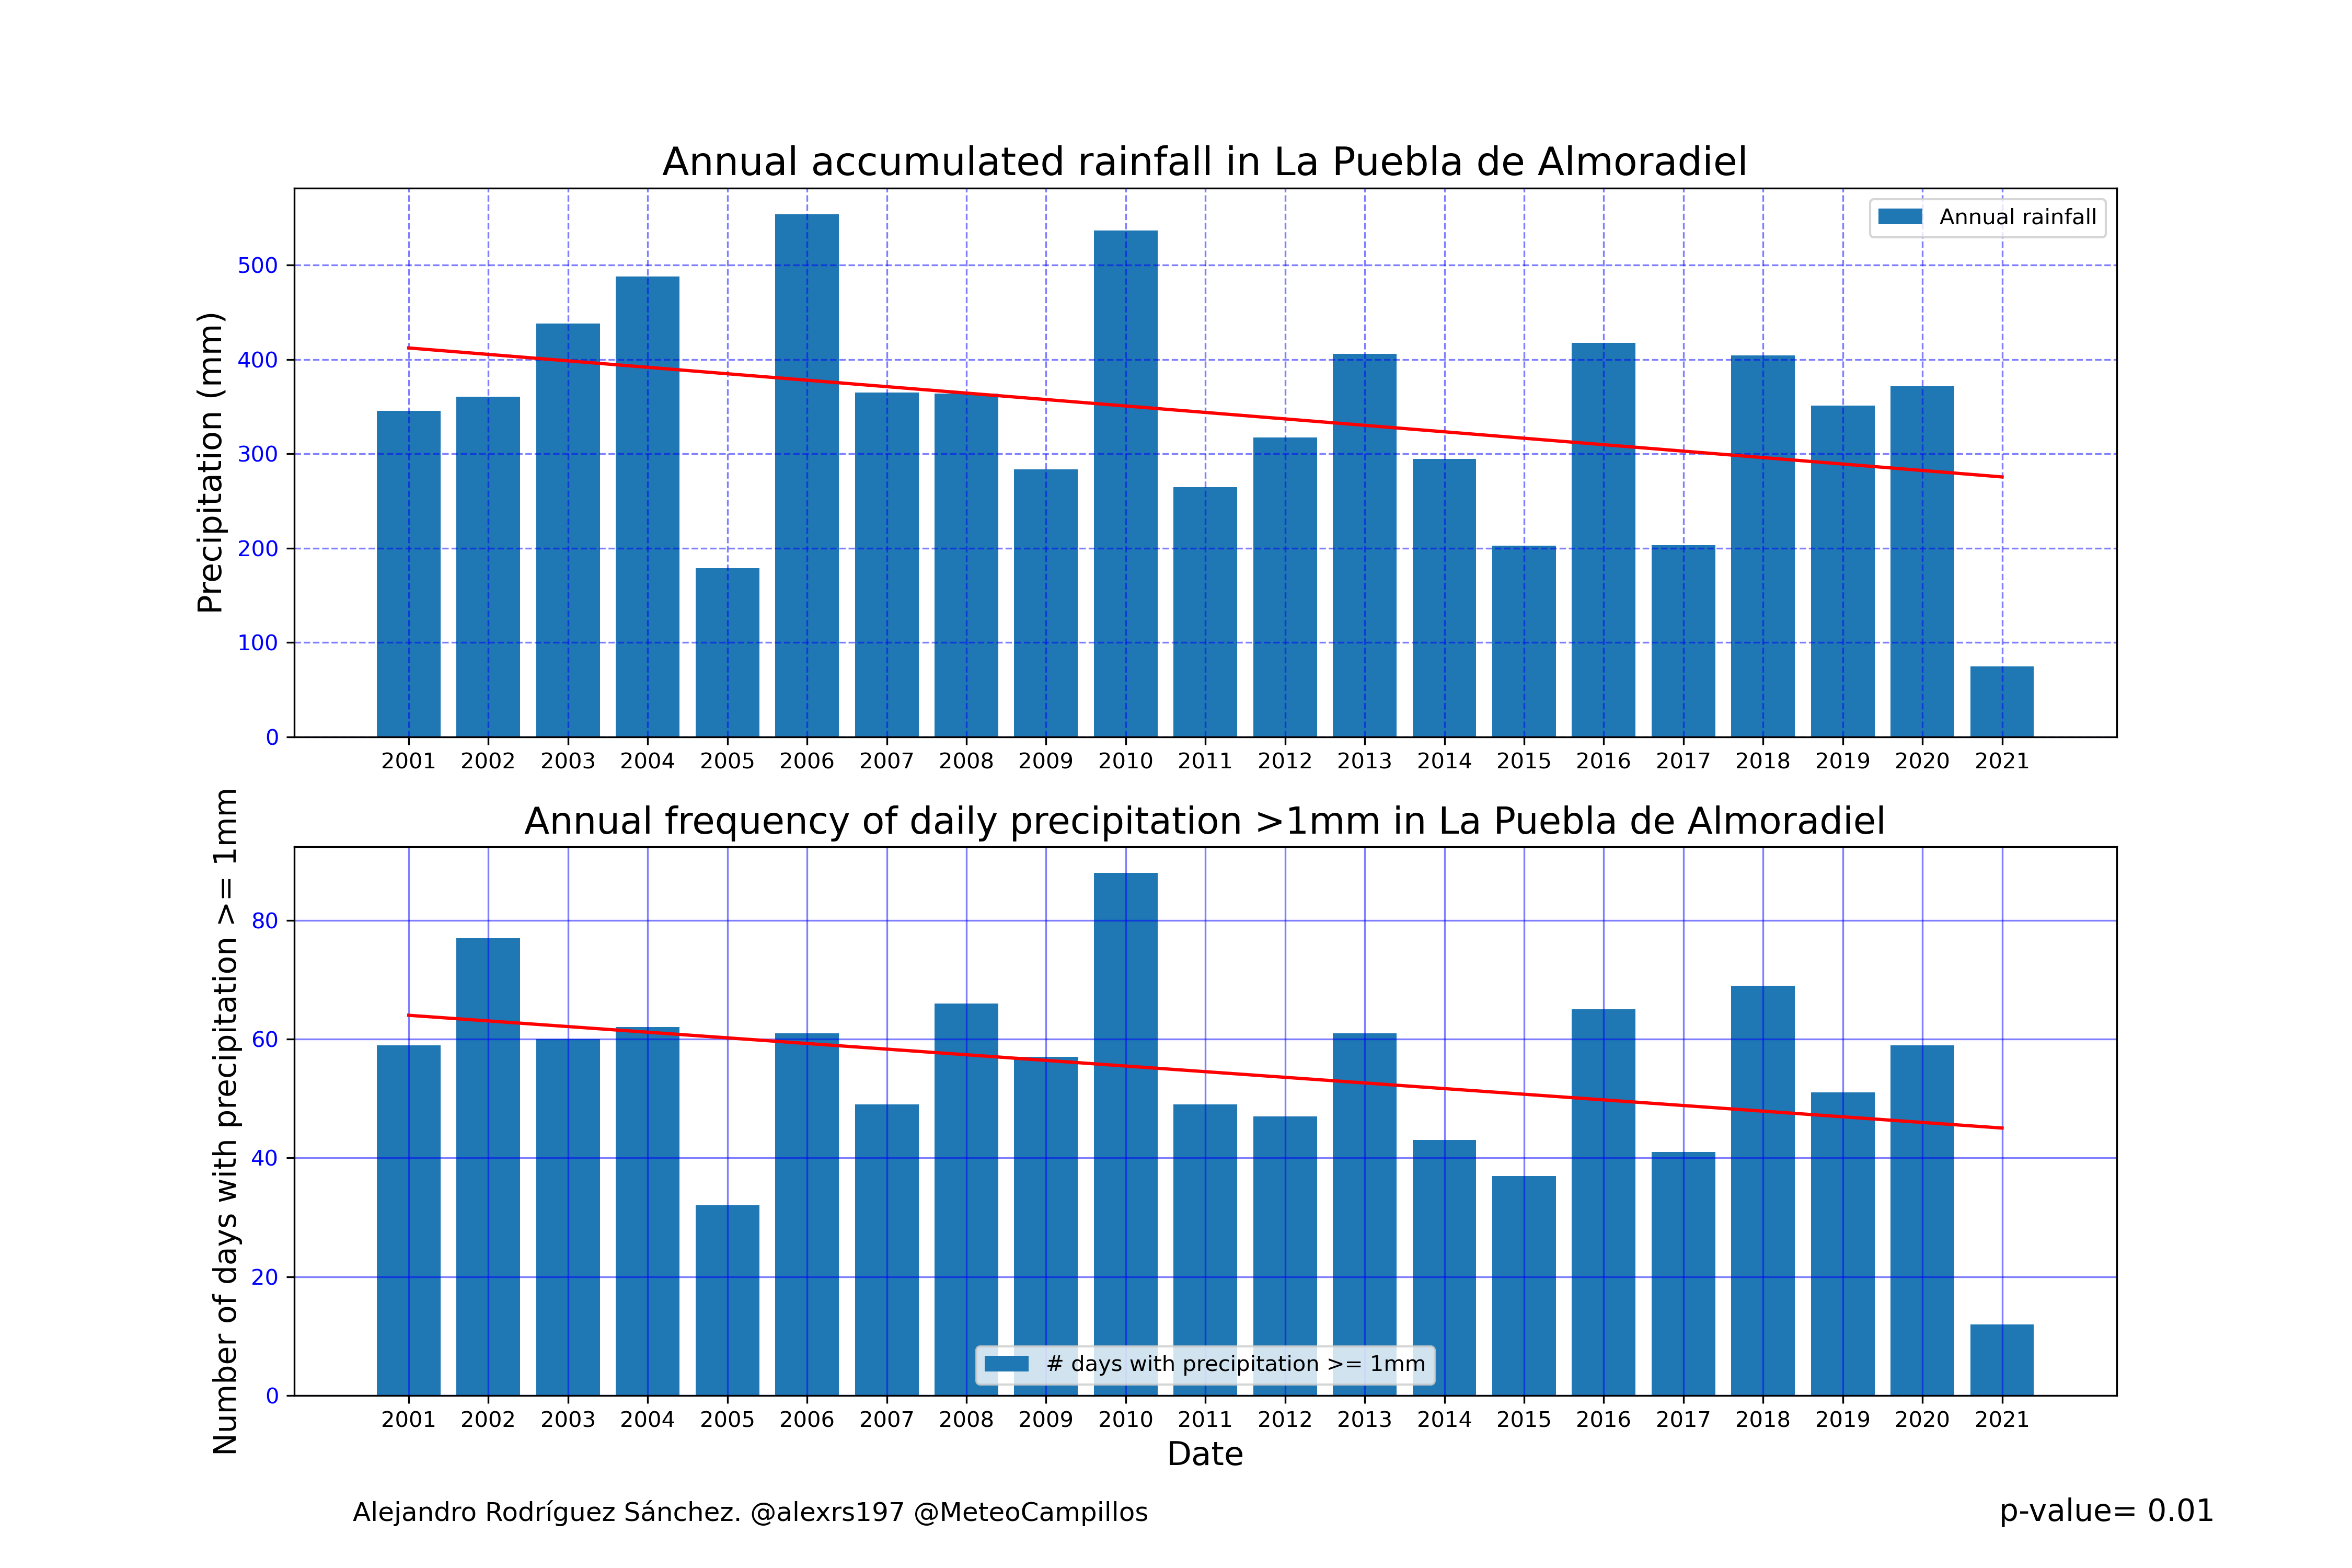 Annual accumulated rainfall in La Puebla de Almoradiel
Precipitation (mm)
500
400
300
200
100
0
Annual rainfall
2001 2002 2003 2004 2005 2006 2007 2008 2009 2010 2011 2012 2013 2014 2015 2016 2017 2018 2019 2020 2021
Annual frequency of daily precipitation >1mm in La Puebla de Almoradiel
Number of days with precipitation >= 1mm
80
60
40
20
0
# days with precipitation >= 1mm
2001 2002 2003 2004 2005 2006 2007 2008 2009 2010 2011 2012 2013 2014 2015 2016 2017 2018 2019 2020 2021
Date
Alejandro Rodríguez Sánchez. @alexrs197 @MeteoCampillos
p-value= 0.01